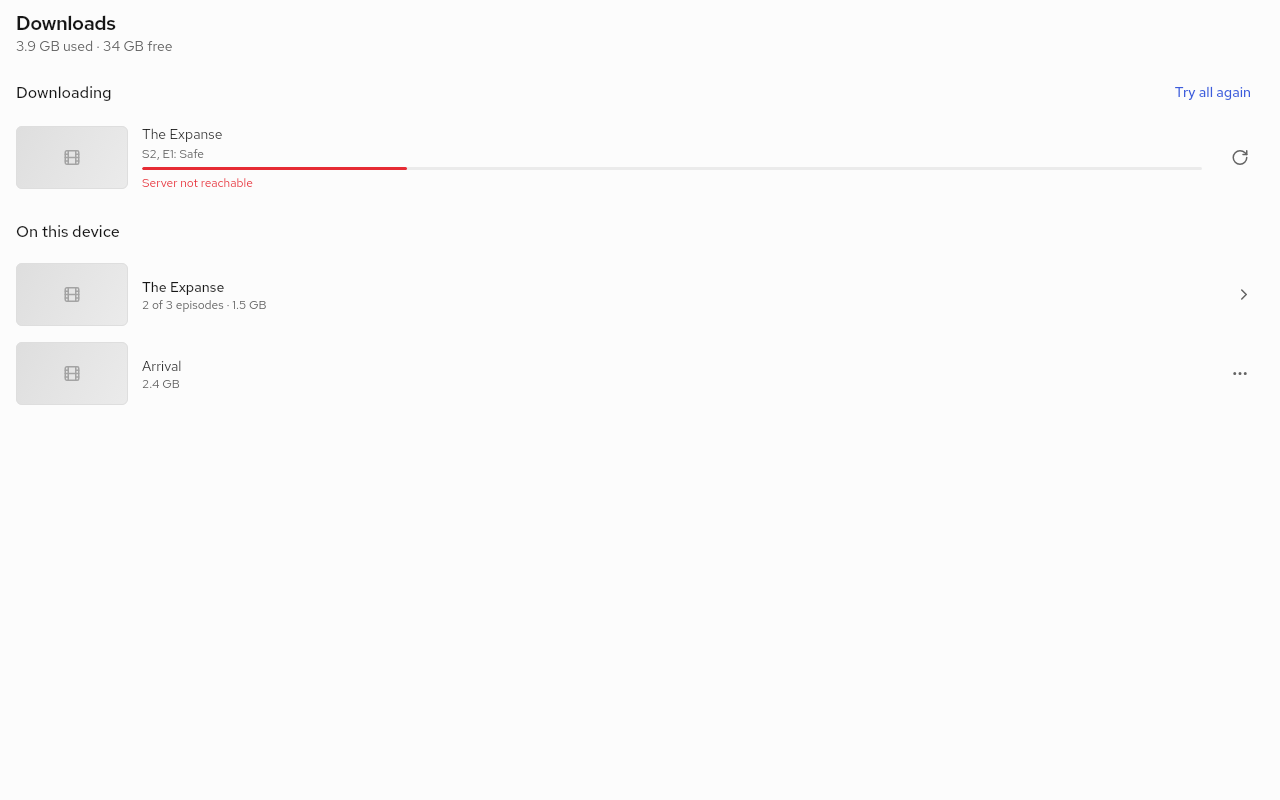 Downloads
3.9 GB used · 34 GB free
Downloading
Try all again
The Expanse
S2, E1: Safe
Server not reachable
On this device
The Expanse
2 of 3 episodes · 1.5 GB
Arrival
2.4 GB